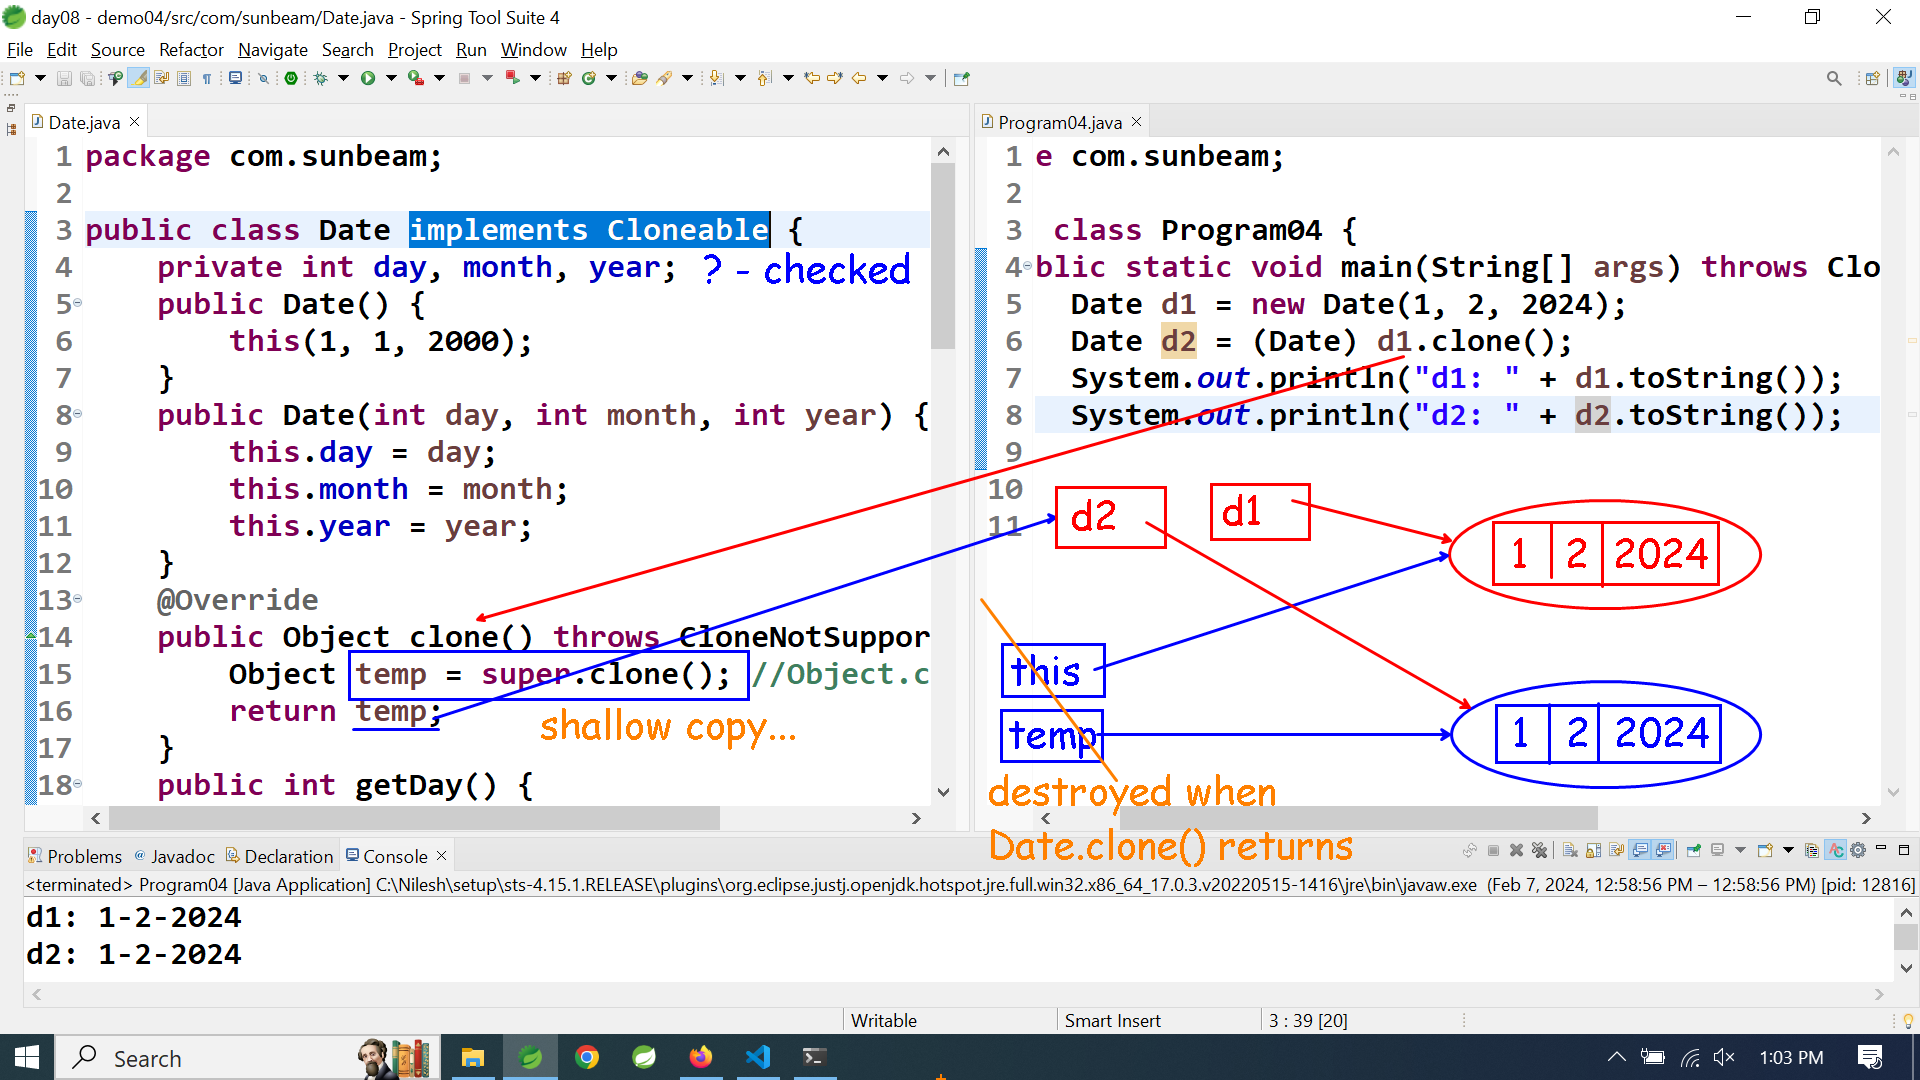 day08 - demo04/src/com/sunbeam/Date.java - Spring Tool Suite 4
File Edit Source Refactor Navigate Search Project Run Window Help
Date.java
1 package com.sunbeam;
2
3 public class Date implements Cloneable {
4 private int day, month, year; ? - checked
5 public Date() {
6 this(1, 1, 2000);
7 }
8 public Date(int day, int month, int year) {
9 this.day = day;
10 this.month = month;
11 this.year = year;
12 }
13 @Override
14 public Object clone() throws CloneNotSuppor
15 Object temp = super.clone(); //Object.c
16 return temp;
shallow copy...
17 }
18 public int getDay() {
Program04.java
1 e com.sunbeam;
2
3 class Program04 {
4 blic static void main(String[] args) throws Clo
5 Date d1 = new Date(1, 2, 2024);
6 Date d2 = (Date) d1.clone();
7 System.out.println("d1: " + d1.toString());
8 System.out.println("d2: " + d2.toString());
9
10
11
d2 d1
1 2 2024
this
temp
1 2 2024
destroyed when
Date.clone() returns
Problems @ Javadoc Declaration Console
<terminated> Program04 [Java Application] C:\Nilesh\setup\sts-4.15.1.RELEASE\plugins\org.eclipse.justj.openjdk.hotspot.jre.full.win32.x86_64_17.0.3.v20220515-1416\jre\bin\javaw.exe (Feb 7, 2024, 12:58:56 PM – 12:58:56 PM) [pid: 12816]
d1: 1-2-2024
d2: 1-2-2024
Writable Smart Insert 3 : 39 [20]
Search
1:03 PM